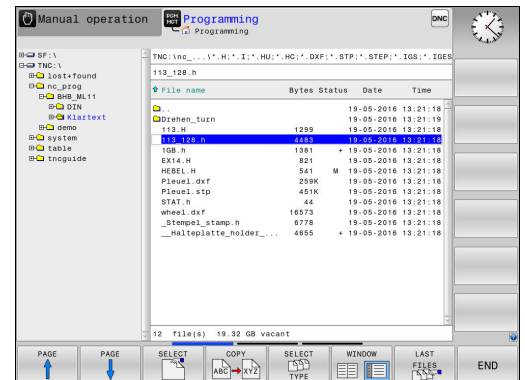 Manual operation
PGM
MGT
Programming
Programming
DNC
SF:\
TNC:\
lost+found
nc_prog
BHB_ML11
DIN
Klartext
demo
system
table
tncguide
TNC:\nc_...\*.H;*.I;*.HU;*.HC;*.DXF;*.STP;*.STEP;*.IGS;*.IGES
113_128.h
File name Bytes Status Date Time
.. 19-05-2016 13:21:18
Drehen_turn 19-05-2016 13:21:19
113.H 1299 19-05-2016 13:21:18
113_128.h 4483 19-05-2016 13:21:18
1GB.h 1381 + 19-05-2016 13:21:18
EX14.H 821 19-05-2016 13:21:18
HEBEL.H 541 M 19-05-2016 13:21:18
Pleuel.dxf 259K 19-05-2016 13:21:18
Pleuel.stp 451K 19-05-2016 13:21:18
STAT.h 44 19-05-2016 13:21:18
wheel.dxf 16573 19-05-2016 13:21:18
_Stempel_stamp.h 6778 19-05-2016 13:21:18
__Halteplatte_holder_... 4655 + 19-05-2016 13:21:18
12 file(s) 19.32 GB vacant
PAGE
PAGE
SELECT
COPY
ABC XYZ
SELECT
TYPE
WINDOW
LAST
FILES
END